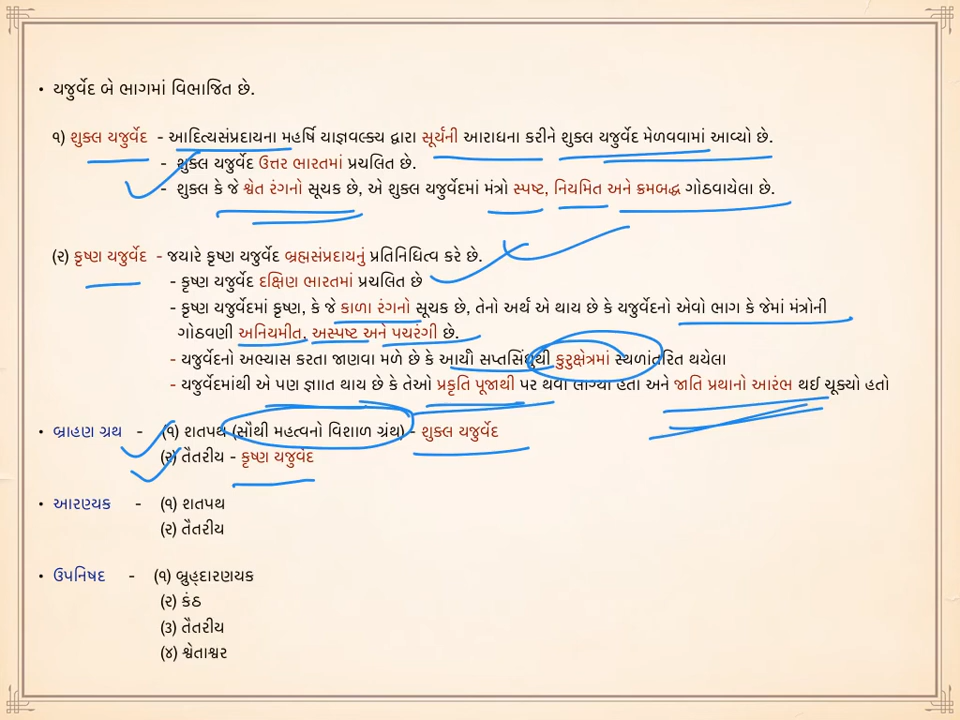 • યજુર્વેદ બે ભાગમાં વિભાજિત છે.
૧) શુક્લ યજુર્વેદ - આદિત્યસંપ્રદાયના મહર્ષિ યાજ્ઞવલ્ક્ય દ્વારા સૂર્યની આરાધના કરીને શુક્લ યજુર્વેદ મેળવવામાં આવ્યો છે.
- શુક્લ યજુર્વેદ ઉત્તર ભારતમાં પ્રચલિત છે.
- શુક્લ કે જે શ્વેત રંગનો સૂચક છે, એ શુક્લ યજુર્વેદમાં મંત્રો સ્પષ્ટ, નિયમિત અને ક્રમબદ્ધ ગોઠવાયેલા છે.
(૨) કૃષ્ણ યજુર્વેદ - જયારે કૃષ્ણ યજુર્વેદ બ્રહ્મસંપ્રદાયનું પ્રતિનિધિત્વ કરે છે.
- કૃષ્ણ યજુર્વેદ દક્ષિણ ભારતમાં પ્રચલિત છે
- કૃષ્ણ યજુર્વેદમાં કૃષ્ણ, કે જે કાળા રંગનો સૂચક છે, તેનો અર્થ એ થાય છે કે યજુર્વેદનો એવો ભાગ કે જેમાં મંત્રોની
ગોઠવણી અનિયમીત, અસ્પષ્ટ અને પચરંગી છે.
- યજુર્વેદનો અભ્યાસ કરતા જાણવા મળે છે કે આર્યો સપ્તસિંધુથી કુરુક્ષેત્રમાં સ્થળાંતરિત થયેલા
- યજુર્વેદમાંથી એ પણ જ્ઞાાત થાય છે કે તેઓ પ્રકૃતિ પૂજાથી પર થવા લાગ્યા હતા અને જાતિ પ્રથાનો આરંભ થઈ ચૂક્યો હતો
• બ્રાહણ ગ્રથ - (૧) શતપથ (સૌથી મહત્વનો વિશાળ ગ્રંથ) - શુક્લ યજુર્વેદ
(૨) તૈતરીય - કૃષ્ણ યજુર્વેદ
• આરણ્યક - (૧) શતપથ
(૨) તૈતરીય
• ઉપનિષદ - (૧) બ્રુહ્દારણયક
(૨) કંઠ
(૩) તૈતરીય
(૪) શ્વેતાશ્વર